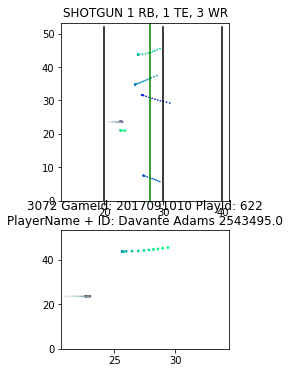 SHOTGUN 1 RB, 1 TE, 3 WR
50
40
30
20
10
0
20 30 40
3072 GameId: 2017091010 PlayId: 622
PlayerName + ID: Davante Adams 2543495.0
40
20
0
25 30